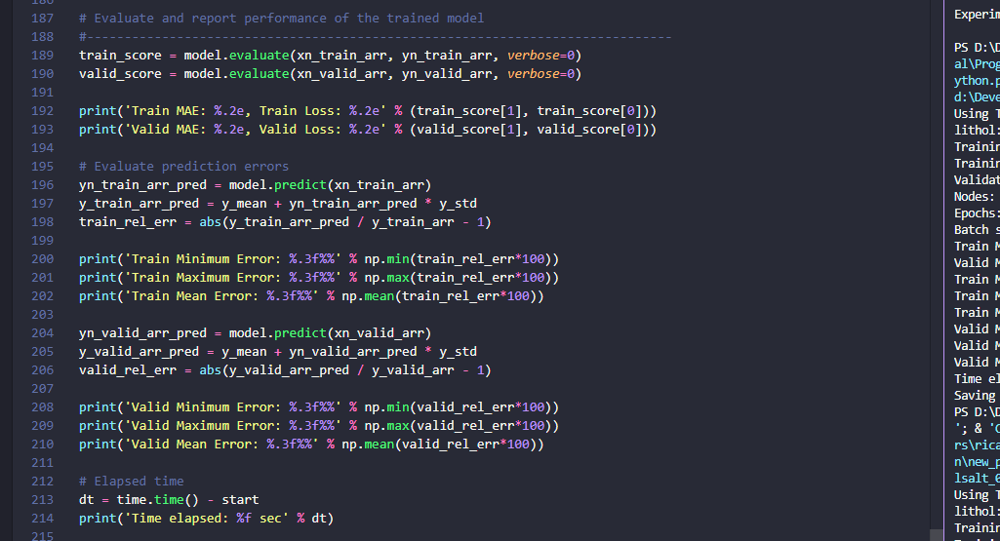 187 # Evaluate and report performance of the trained model
188 #-------------------------------------------------------------------------------
189 train_score = model.evaluate(xn_train_arr, yn_train_arr, verbose=0)
190 valid_score = model.evaluate(xn_valid_arr, yn_valid_arr, verbose=0)
191
192 print('Train MAE: %.2e, Train Loss: %.2e' % (train_score[1], train_score[0]))
193 print('Valid MAE: %.2e, Valid Loss: %.2e' % (valid_score[1], valid_score[0]))
194
195 # Evaluate prediction errors
196 yn_train_arr_pred = model.predict(xn_train_arr)
197 y_train_arr_pred = y_mean + yn_train_arr_pred * y_std
198 train_rel_err = abs(y_train_arr_pred / y_train_arr - 1)
199
200 print('Train Minimum Error: %.3f%%' % np.min(train_rel_err*100))
201 print('Train Maximum Error: %.3f%%' % np.max(train_rel_err*100))
202 print('Train Mean Error: %.3f%%' % np.mean(train_rel_err*100))
203
204 yn_valid_arr_pred = model.predict(xn_valid_arr)
205 y_valid_arr_pred = y_mean + yn_valid_arr_pred * y_std
206 valid_rel_err = abs(y_valid_arr_pred / y_valid_arr - 1)
207
208 print('Valid Minimum Error: %.3f%%' % np.min(valid_rel_err*100))
209 print('Valid Maximum Error: %.3f%%' % np.max(valid_rel_err*100))
210 print('Valid Mean Error: %.3f%%' % np.mean(valid_rel_err*100))
211
212 # Elapsed time
213 dt = time.time() - start
214 print('Time elapsed: %f sec' % dt)
215
Experim
PS D:\D
al\Prog
ython.p
d:\Deve
Using T
lithol:
Trainin
Trainin
Validat
Nodes:
Epochs:
Batch s
Train M
Valid M
Train M
Train M
Train M
Valid M
Valid M
Valid M
Time el
Saving
PS D:\D
'; & 'C
rs\rica
n\new_p
lsalt_0
Using T
lithol:
Trainin